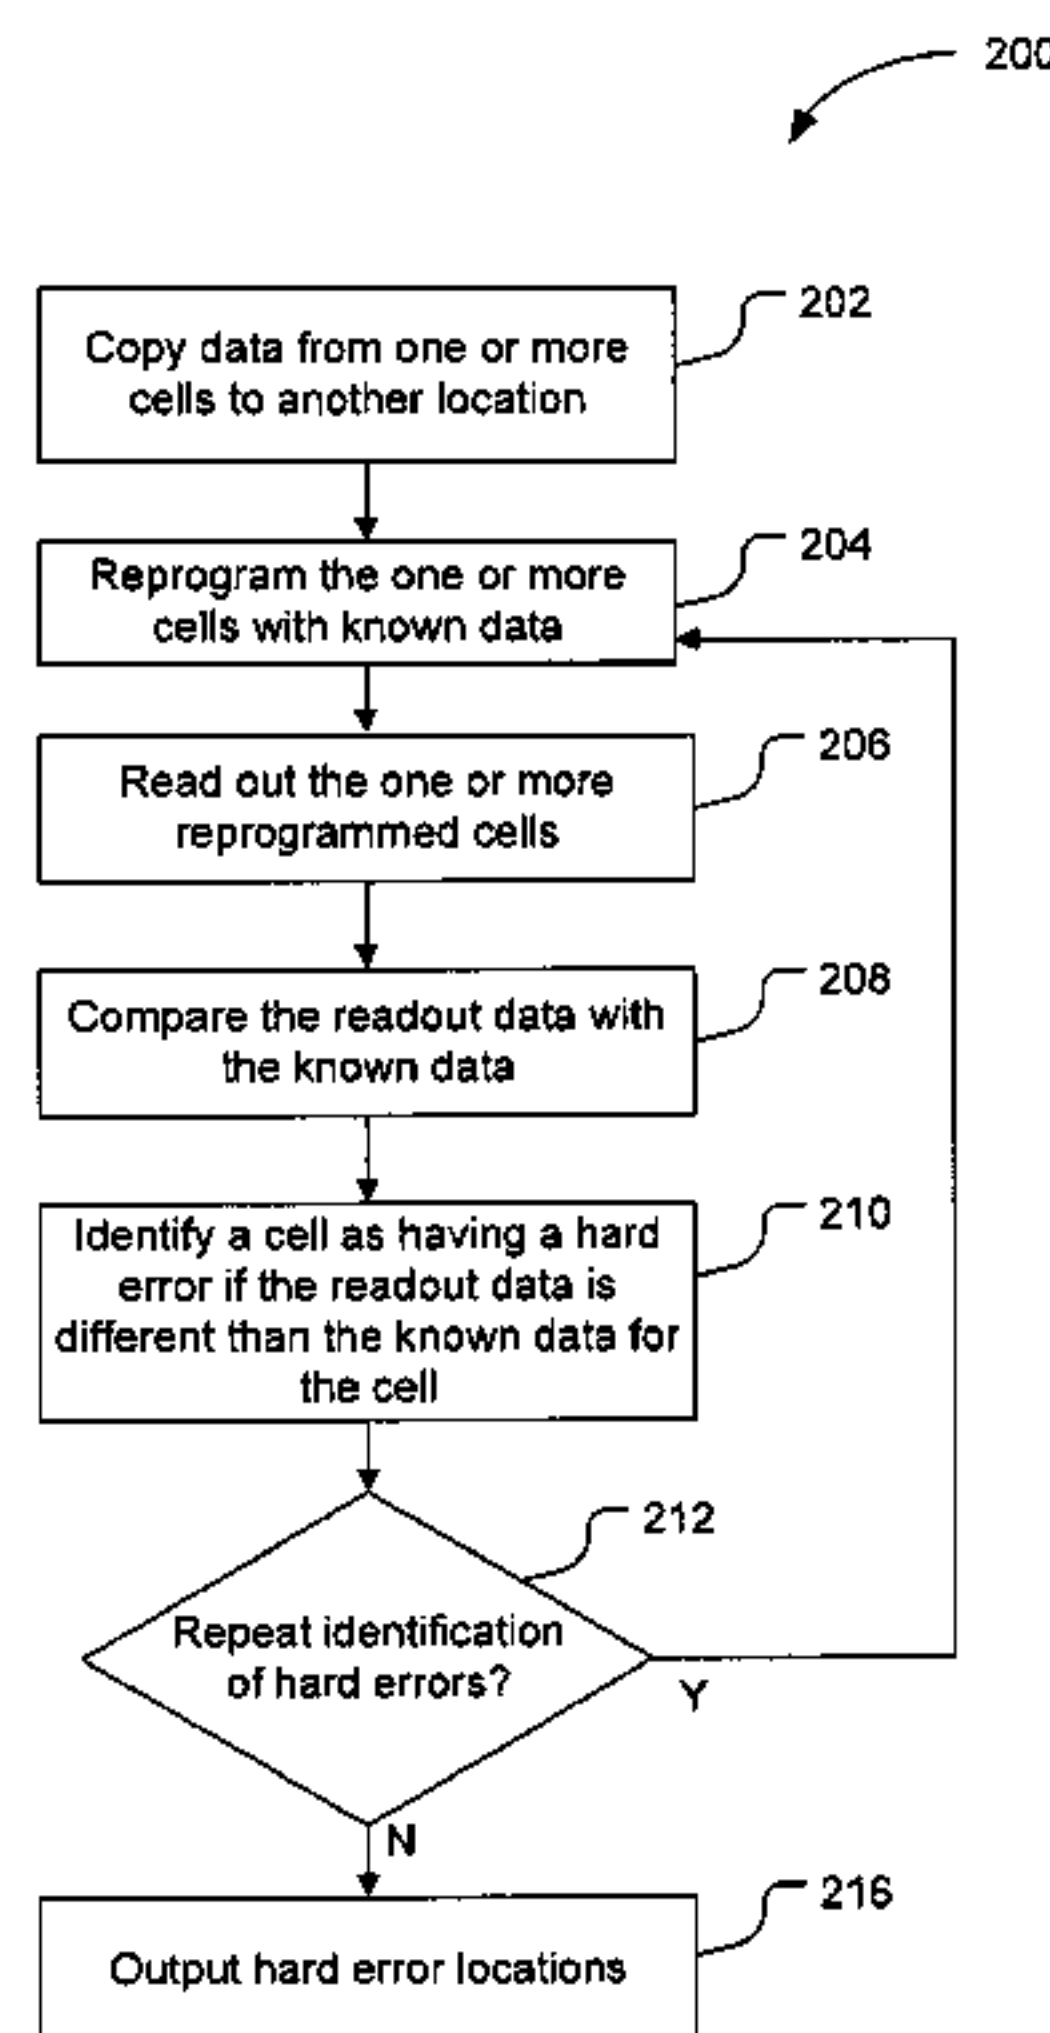 200
202
Copy data from one or more
cells to another location
204
Reprogram the one or more
cells with known data
206
Read out the one or more
reprogrammed cells
208
Compare the readout data with
the known data
210
Identify a cell as having a hard
error if the readout data is
different than the known data for
the cell
212
Repeat identification
of hard errors?
Y
N
216
Output hard error locations